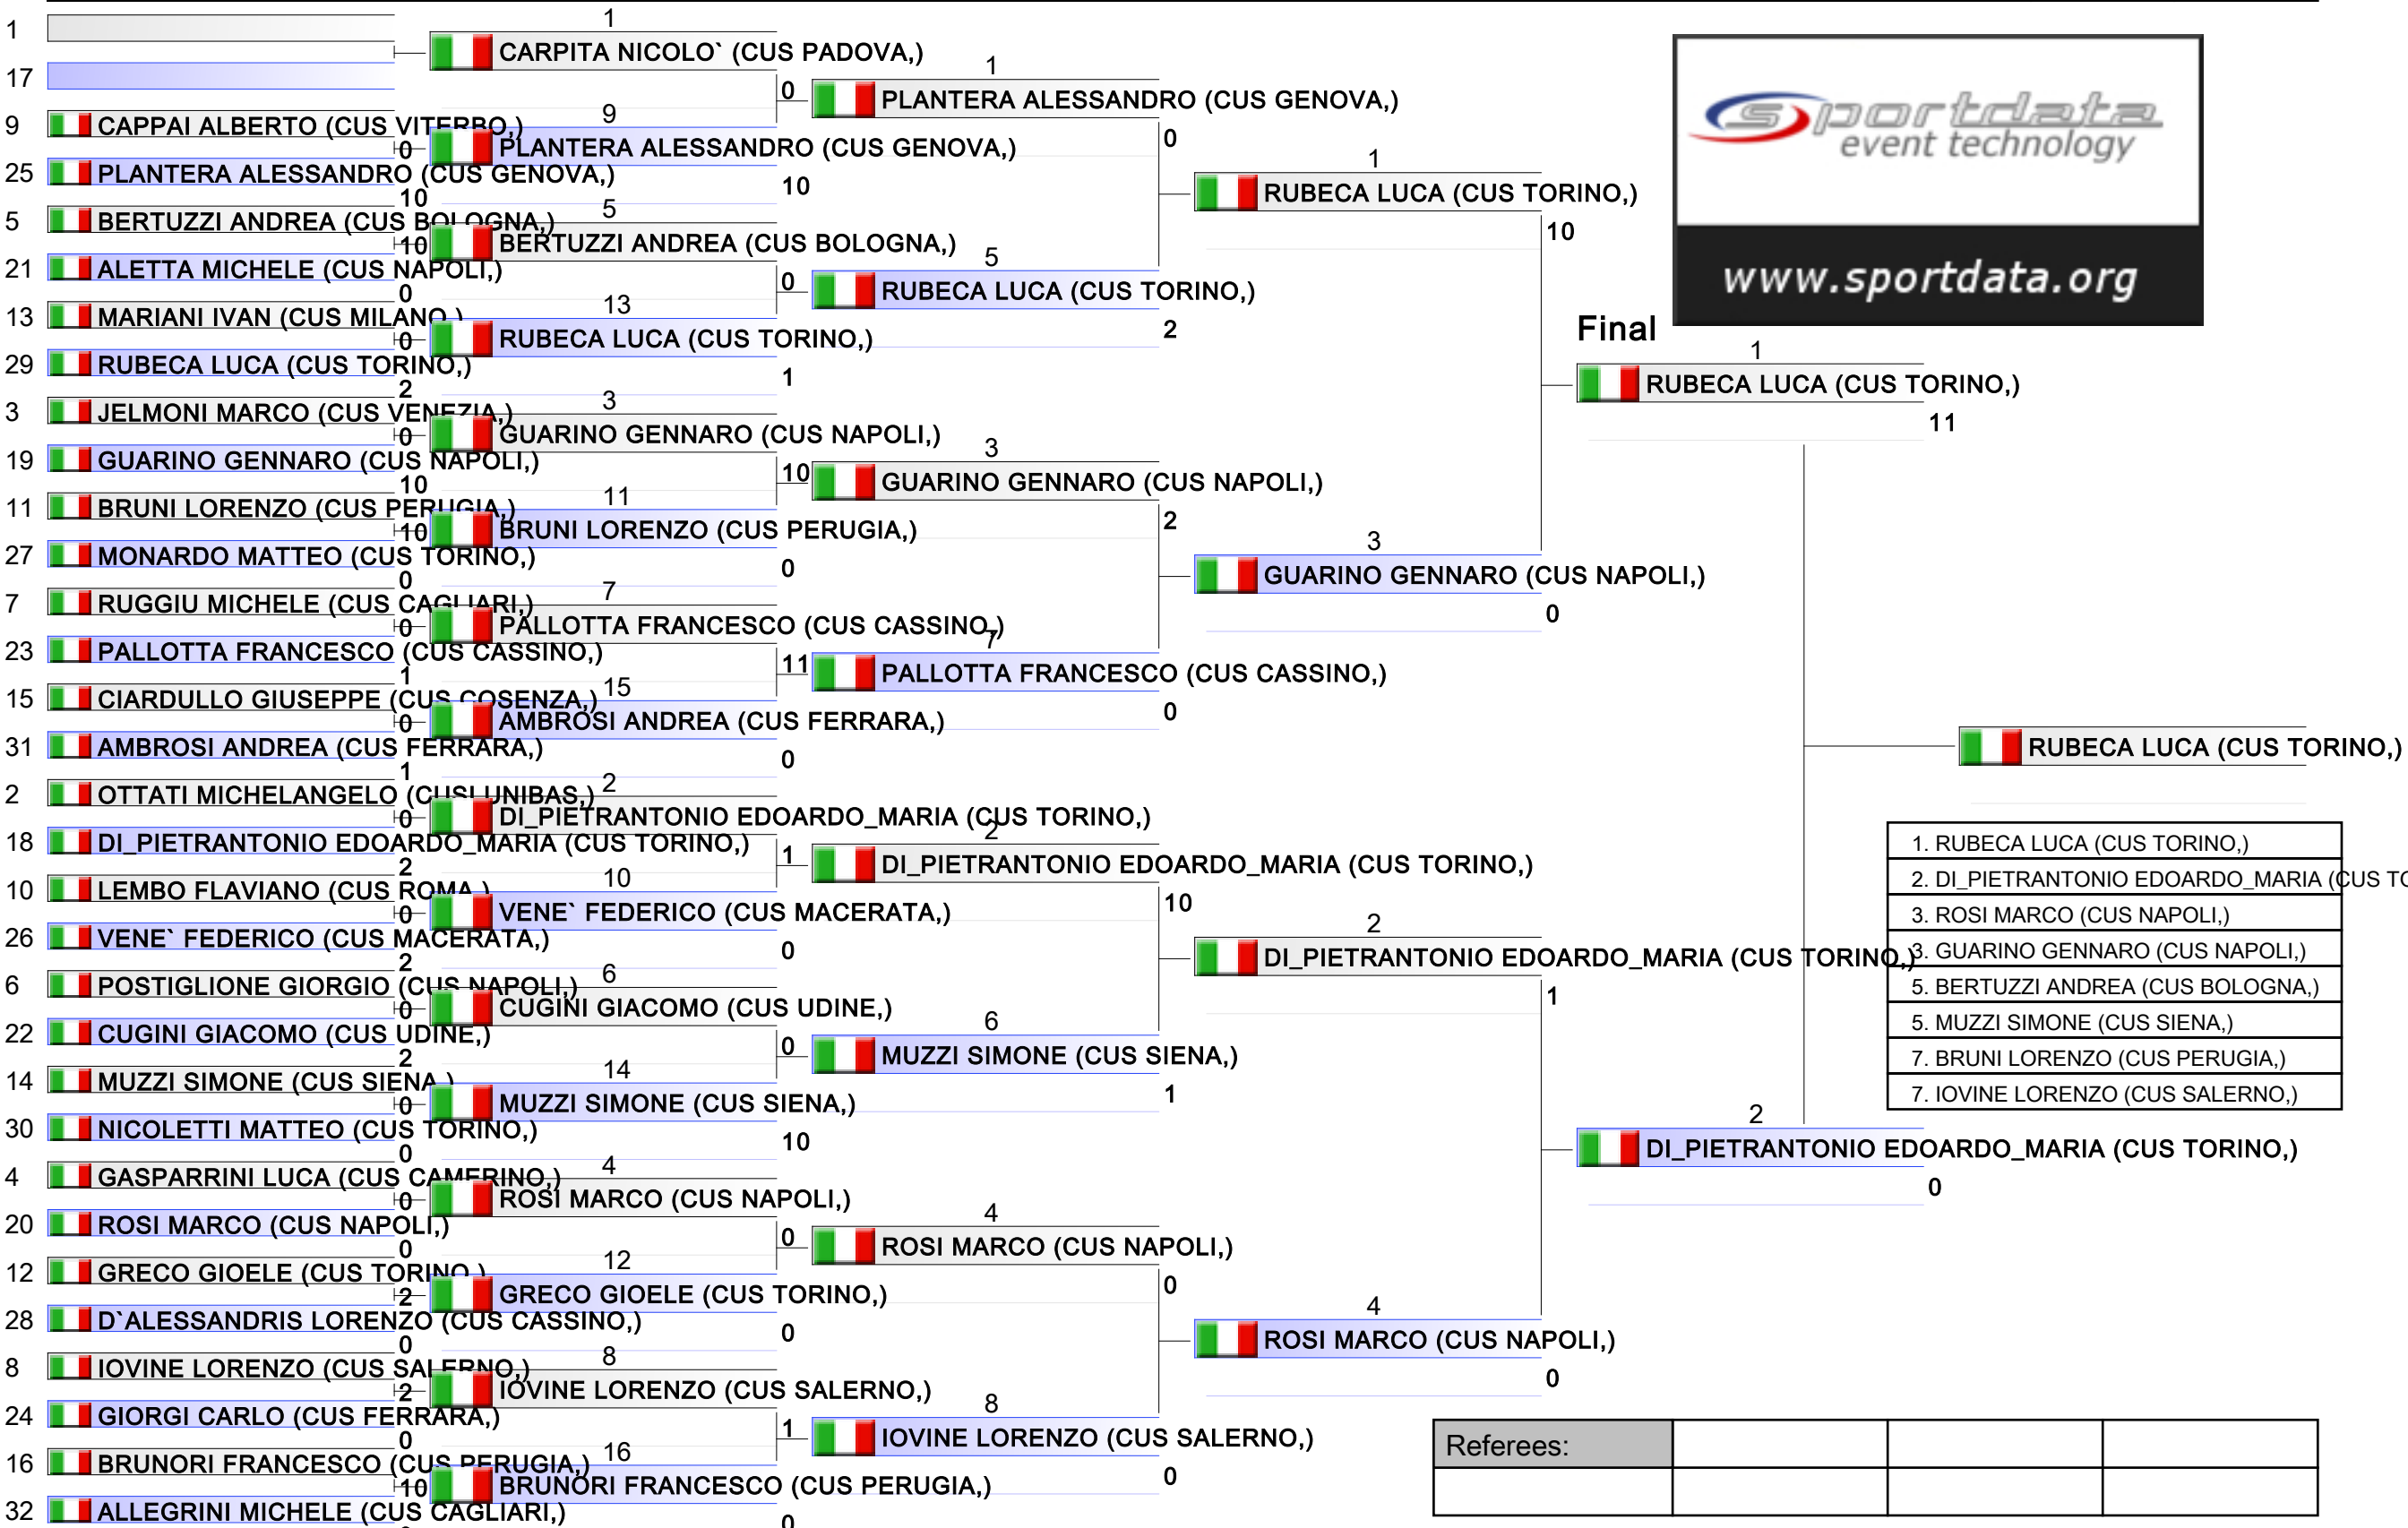 1
17
9 CAPPAI ALBERTO (CUS VITERBO,)
0
25 PLANTERA ALESSANDRO (CUS GENOVA,)
10
5 BERTUZZI ANDREA (CUS BOLOGNA,)
10
21 ALETTA MICHELE (CUS NAPOLI,)
0
13 MARIANI IVAN (CUS MILANO,)
0
29 RUBECA LUCA (CUS TORINO,)
2
3 JELMONI MARCO (CUS VENEZIA,)
0
19 GUARINO GENNARO (CUS NAPOLI,)
10
11 BRUNI LORENZO (CUS PERUGIA,)
10
27 MONARDO MATTEO (CUS TORINO,)
0
7 RUGGIU MICHELE (CUS CAGLIARI,)
0
23 PALLOTTA FRANCESCO (CUS CASSINO,)
1
15 CIARDULLO GIUSEPPE (CUS COSENZA,)
0
31 AMBROSI ANDREA (CUS FERRARA,)
1
2 OTTATI MICHELANGELO (CUSI UNIBAS,)
0
18 DI_PIETRANTONIO EDOARDO_MARIA (CUS TORINO,)
2
10 LEMBO FLAVIANO (CUS ROMA,)
0
26 VENE` FEDERICO (CUS MACERATA,)
2
6 POSTIGLIONE GIORGIO (CUS NAPOLI,)
0
22 CUGINI GIACOMO (CUS UDINE,)
2
14 MUZZI SIMONE (CUS SIENA,)
0
30 NICOLETTI MATTEO (CUS TORINO,)
0
4 GASPARRINI LUCA (CUS CAMERINO,)
0
20 ROSI MARCO (CUS NAPOLI,)
0
12 GRECO GIOELE (CUS TORINO,)
2
28 D`ALESSANDRIS LORENZO (CUS CASSINO,)
0
8 IOVINE LORENZO (CUS SALERNO,)
2
24 GIORGI CARLO (CUS FERRARA,)
0
16 BRUNORI FRANCESCO (CUS PERUGIA,)
10
32 ALLEGRINI MICHELE (CUS CAGLIARI,)
1
CARPITA NICOLO` (CUS PADOVA,)
0
9
PLANTERA ALESSANDRO (CUS GENOVA,)
10
5
BERTUZZI ANDREA (CUS BOLOGNA,)
0
13
RUBECA LUCA (CUS TORINO,)
1
3
GUARINO GENNARO (CUS NAPOLI,)
10
11
BRUNI LORENZO (CUS PERUGIA,)
0
7
PALLOTTA FRANCESCO (CUS CASSINO,)
11
15
AMBROSI ANDREA (CUS FERRARA,)
0
2
DI_PIETRANTONIO EDOARDO_MARIA (CUS TORINO,)
1
10
VENE` FEDERICO (CUS MACERATA,)
0
6
CUGINI GIACOMO (CUS UDINE,)
0
14
MUZZI SIMONE (CUS SIENA,)
10
4
ROSI MARCO (CUS NAPOLI,)
0
12
GRECO GIOELE (CUS TORINO,)
0
8
IOVINE LORENZO (CUS SALERNO,)
1
16
BRUNORI FRANCESCO (CUS PERUGIA,)
0
1
PLANTERA ALESSANDRO (CUS GENOVA,)
0
5
RUBECA LUCA (CUS TORINO,)
2
3
GUARINO GENNARO (CUS NAPOLI,)
2
7
PALLOTTA FRANCESCO (CUS CASSINO,)
0
2
DI_PIETRANTONIO EDOARDO_MARIA (CUS TORINO,)
10
6
MUZZI SIMONE (CUS SIENA,)
1
4
ROSI MARCO (CUS NAPOLI,)
0
8
IOVINE LORENZO (CUS SALERNO,)
0
1
RUBECA LUCA (CUS TORINO,)
10
3
GUARINO GENNARO (CUS NAPOLI,)
0
2
DI_PIETRANTONIO EDOARDO_MARIA (CUS TORINO,)
1
4
ROSI MARCO (CUS NAPOLI,)
0
sportdata
event technology
www.sportdata.org
Final
1
RUBECA LUCA (CUS TORINO,)
11
2
DI_PIETRANTONIO EDOARDO_MARIA (CUS TORINO,)
0
RUBECA LUCA (CUS TORINO,)
1. RUBECA LUCA (CUS TORINO,)
2. DI_PIETRANTONIO EDOARDO_MARIA (CUS TO
3. ROSI MARCO (CUS NAPOLI,)
3. GUARINO GENNARO (CUS NAPOLI,)
5. BERTUZZI ANDREA (CUS BOLOGNA,)
5. MUZZI SIMONE (CUS SIENA,)
7. BRUNI LORENZO (CUS PERUGIA,)
7. IOVINE LORENZO (CUS SALERNO,)
Referees: